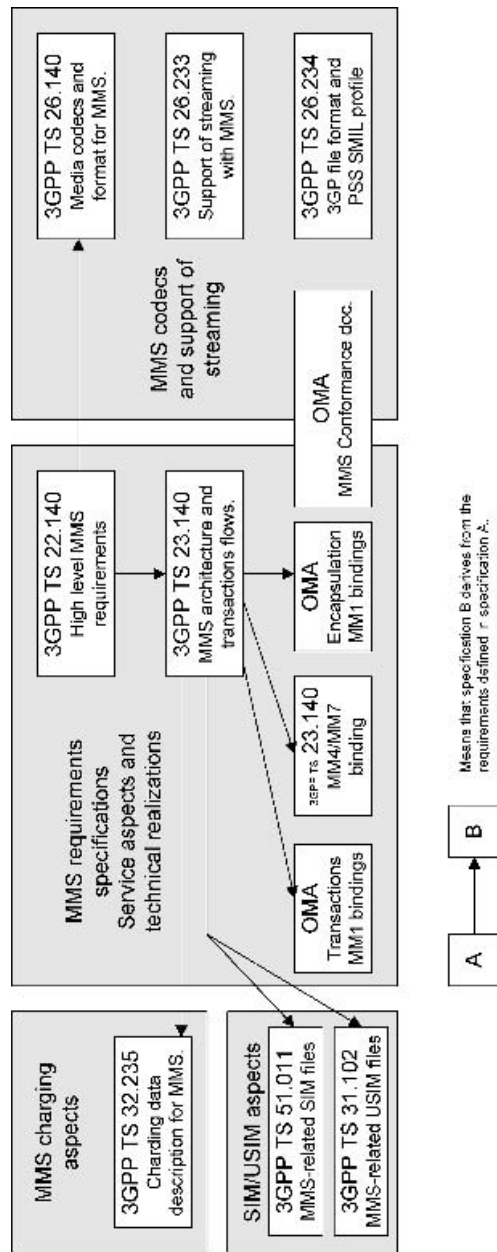 MMS charging
aspects
3GPP TS 32.235
Charding data
description for MMS.
SIM/USIM aspects
3GPP TS 51.011
MMS-related SIM files
3GPP TS 31.102
MMS-related USIM files
MMS requirements
specifications
Service aspects and
technical realizations
3GPP TS 22.140
High level MMS
requirements
3GPP TS 23.140
MMS architecture and
transactions flows.
OMA
Transactions
MM1 bindings
3GPP TS 23.140
MM4/MM7
binding
OMA
Encapsulation
MM1 bindings
OMA
MMS Conformance doc.
MMS codecs
and support of
streaming
3GPP TS 26.140
Media codecs and
format for MMS.
3GPP TS 26.233
Support of streaming
with MMS.
3GPP TS 26.234
3GP file format and
PSS SMIL profile
A
B
Means that specification B derives from the
requirements defined in specification A.